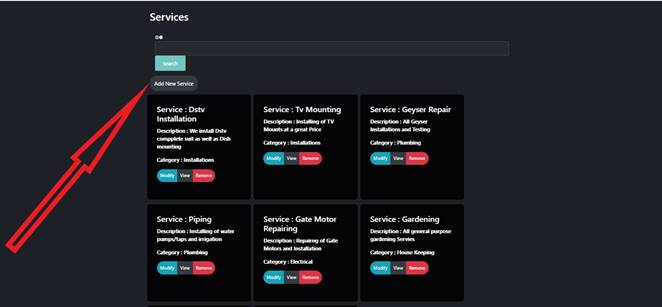 Services
search
Add New Service
Service : Dstv
Installation
Description : We install Dstv
compplete suit as well as Dish
mounting
Category : Installations
Modify View Remove
Service : Tv Mounting
Description : Installing of TV
Mounts at a great Price
Category : Installations
Modify View Remove
Service : Geyser Repair
Description : All Geyser
Installations and Testing
Category : Plumbing
Modify View Remove
Service : Piping
Description : Installing of water
pumps/taps and irrigation
Category : Plumbing
Modify View Remove
Service : Gate Motor
Repairing
Description : Repairng of Gate
Motors and Installation
Category : Electrical
Modify View Remove
Service : Gardening
Description : All general purpose
gardening Servies
Category : House Keeping
Modify View Remove